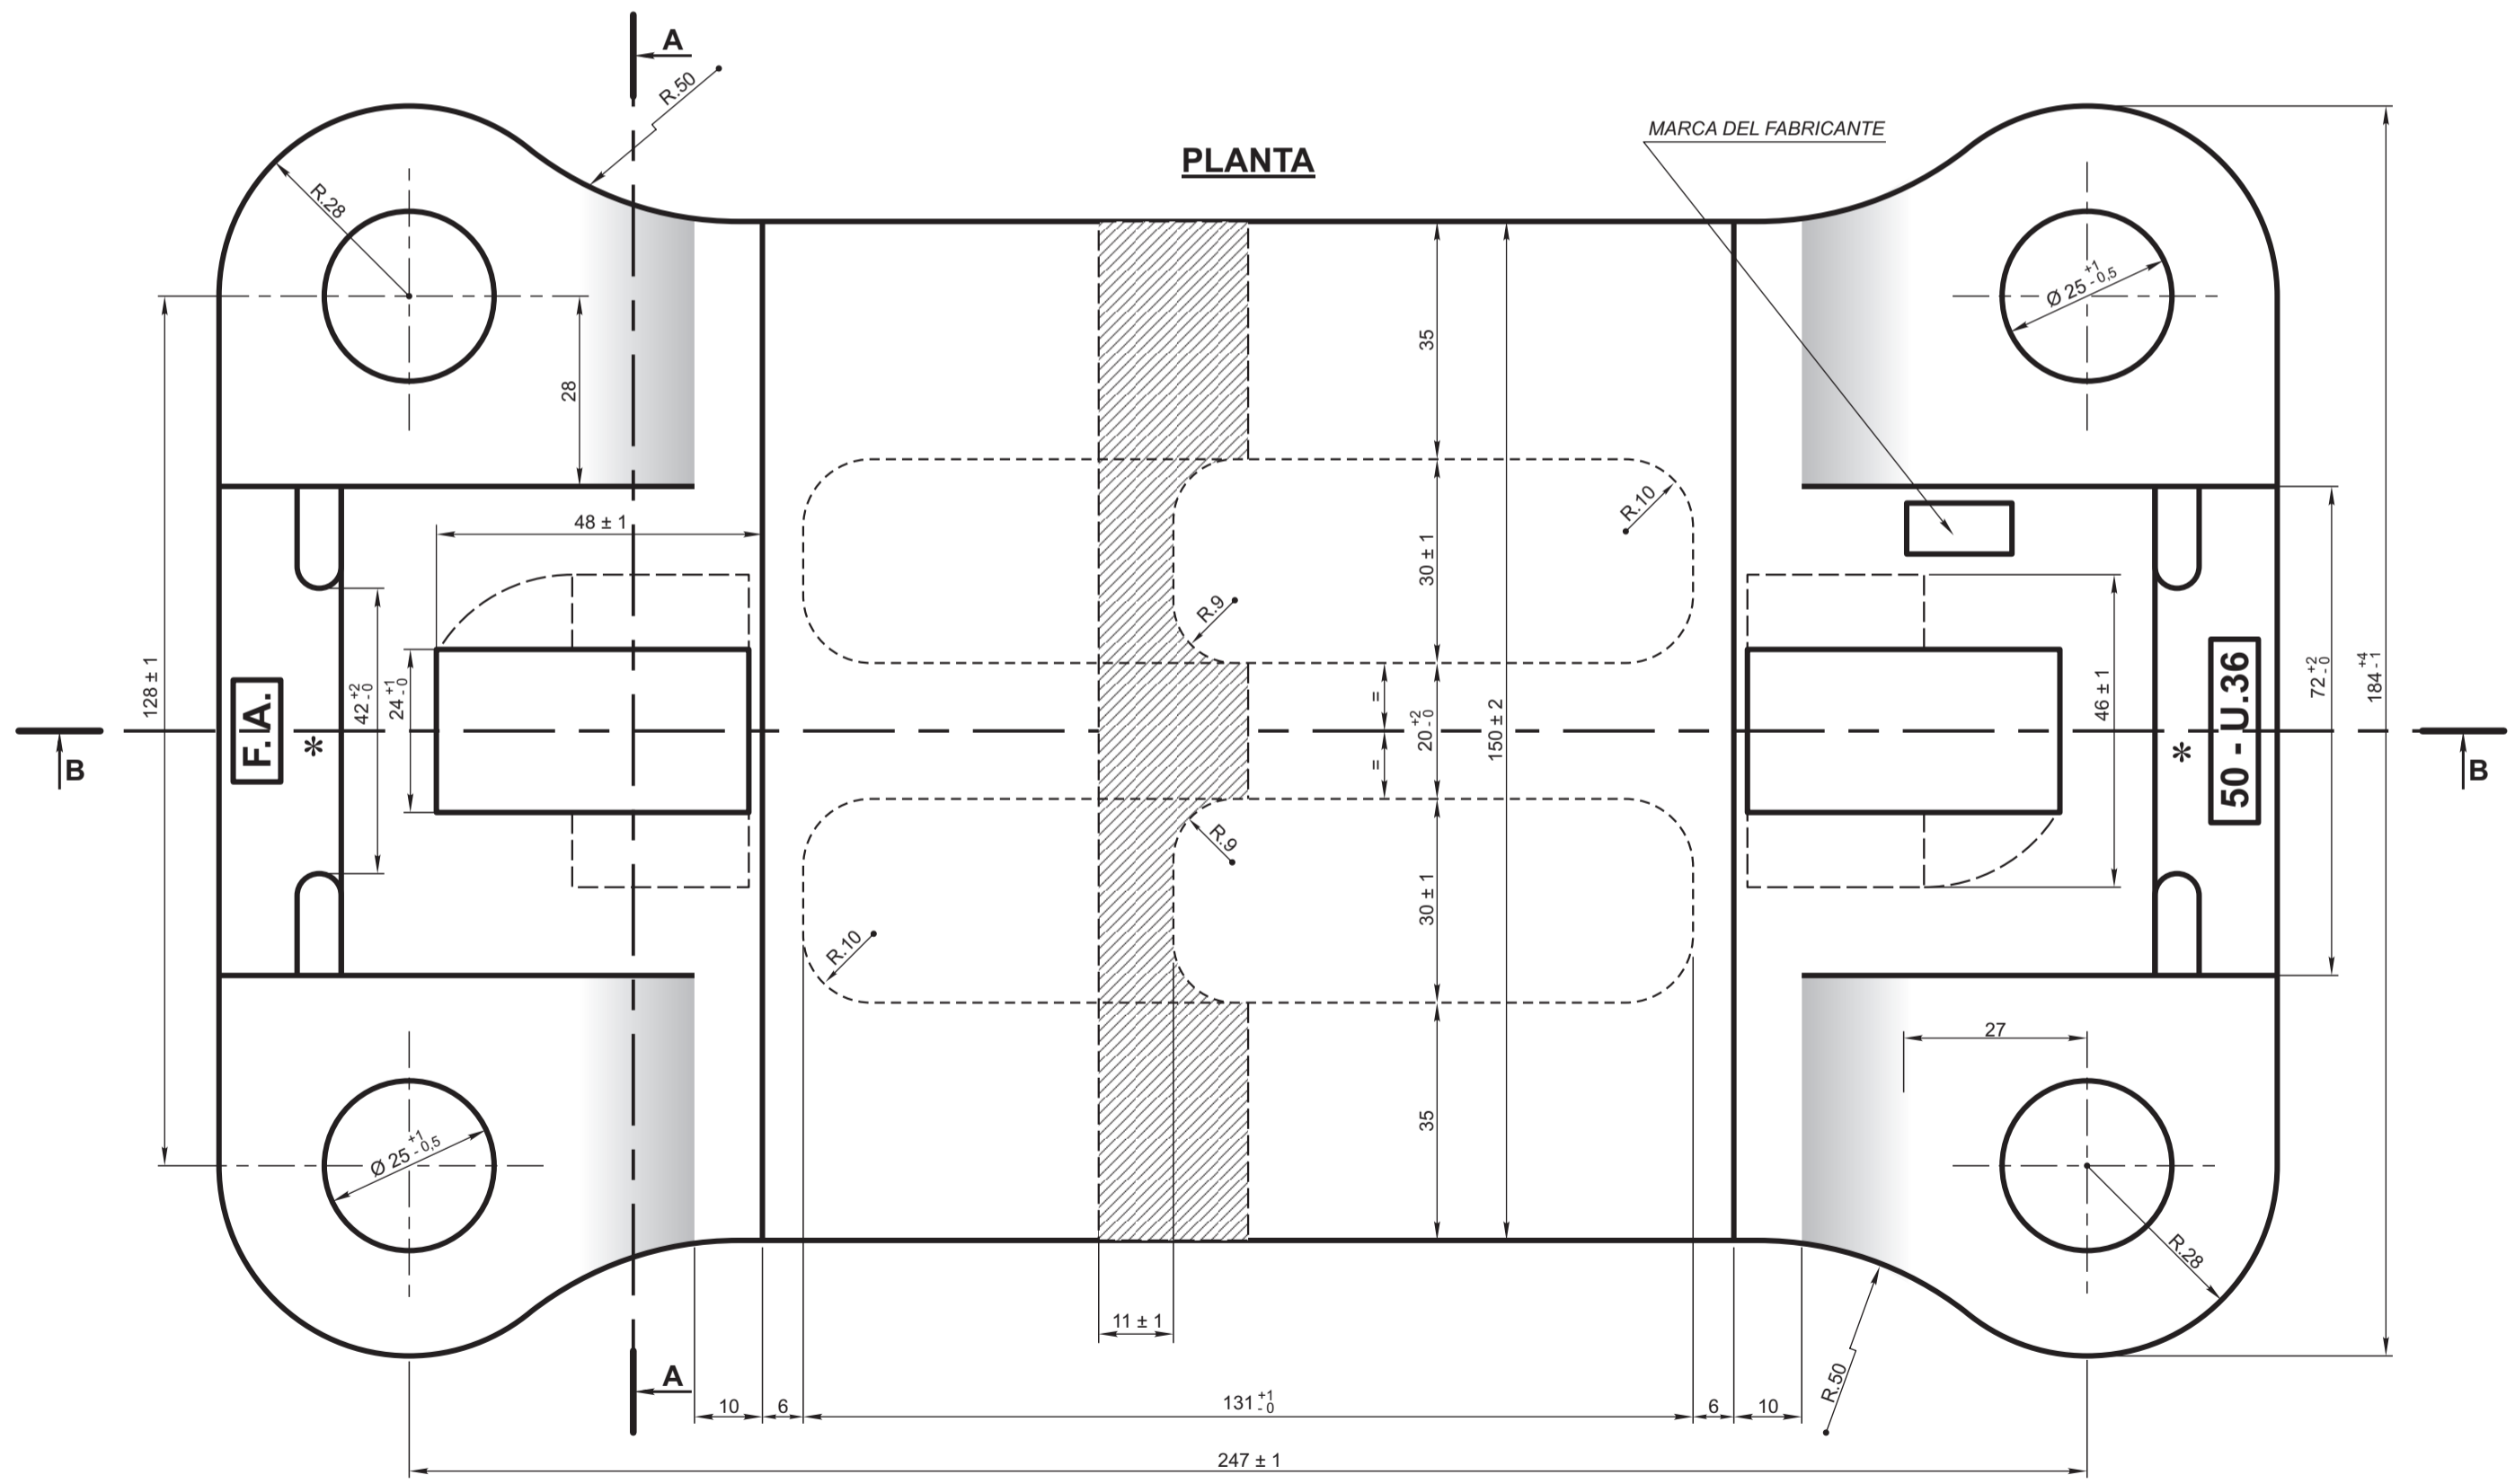 A
R.50
MARCA DEL FABRICANTE
PLANTA
R.28
Ø 25 +1 - 0,5
28
35
48 ± 1
R.10
30 ± 1
R.9
128 ± 1
42 +2 - 0
24 +1 - 0
F.A.
*
=
=
20 +2 - 0
150 ± 2
46 ± 1
*
50 - U.36
72 +2 - 0
184 +4 - 1
B
B
R.9
30 ± 1
R.10
27
35
Ø 25 +1 - 0,5
R.28
11 ± 1
R.50
A
10
6
131 +1 - 0
6
10
247 ± 1